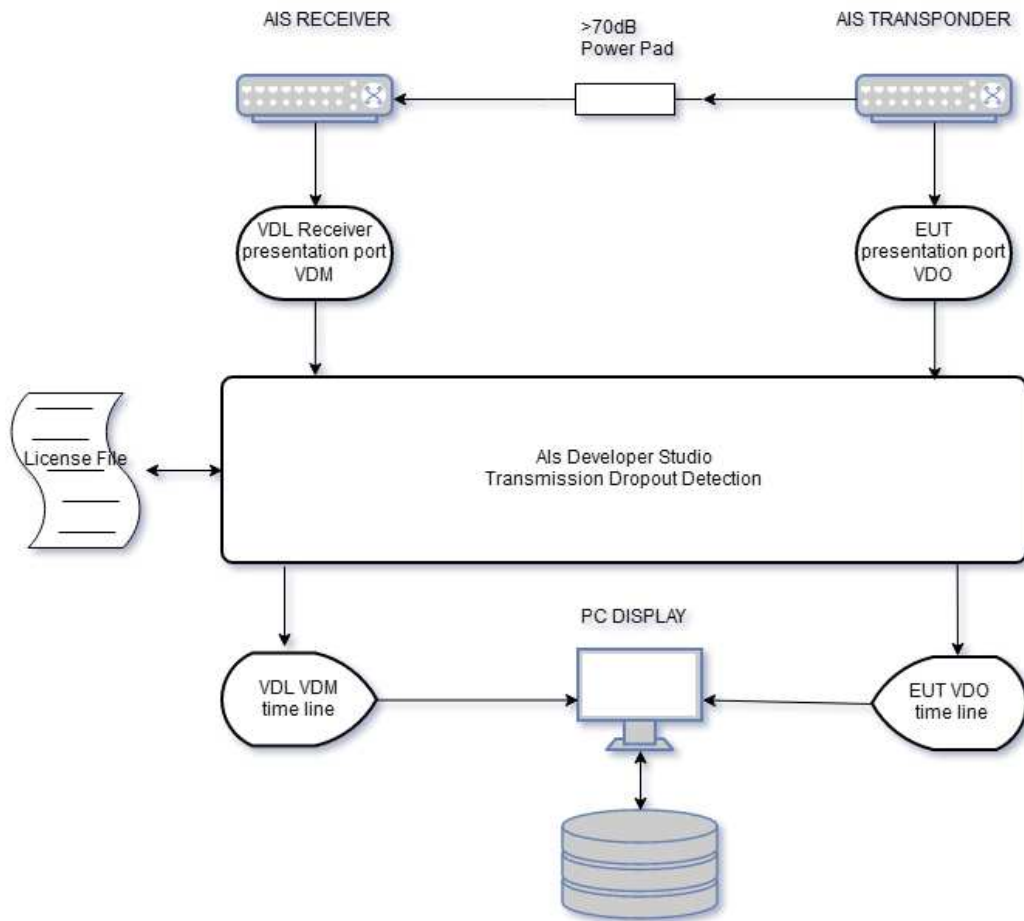 AIS RECEIVER
AIS TRANSPONDER
>70dB
Power Pad
VDL Receiver
presentation port
VDM
EUT
presentation port
VDO
License File
AIs Developer Studio
Transmission Dropout Detection
PC DISPLAY
VDL VDM
time line
EUT VDO
time line